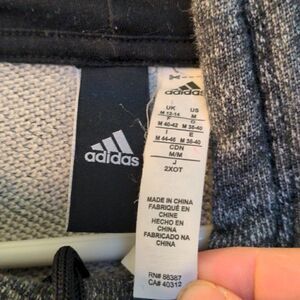 adidas
adidas
UK US
M 12-14 M
D G
M 40-42 M 38-40
I E
M 44-46 M 38-40
CDN
M/M
J
2XOT
MADE IN CHINA
FABRIQUÉ EN
CHINE
HECHO EN
CHINA
FABRICADO NA
CHINA
RN# 88387
CA# 40312